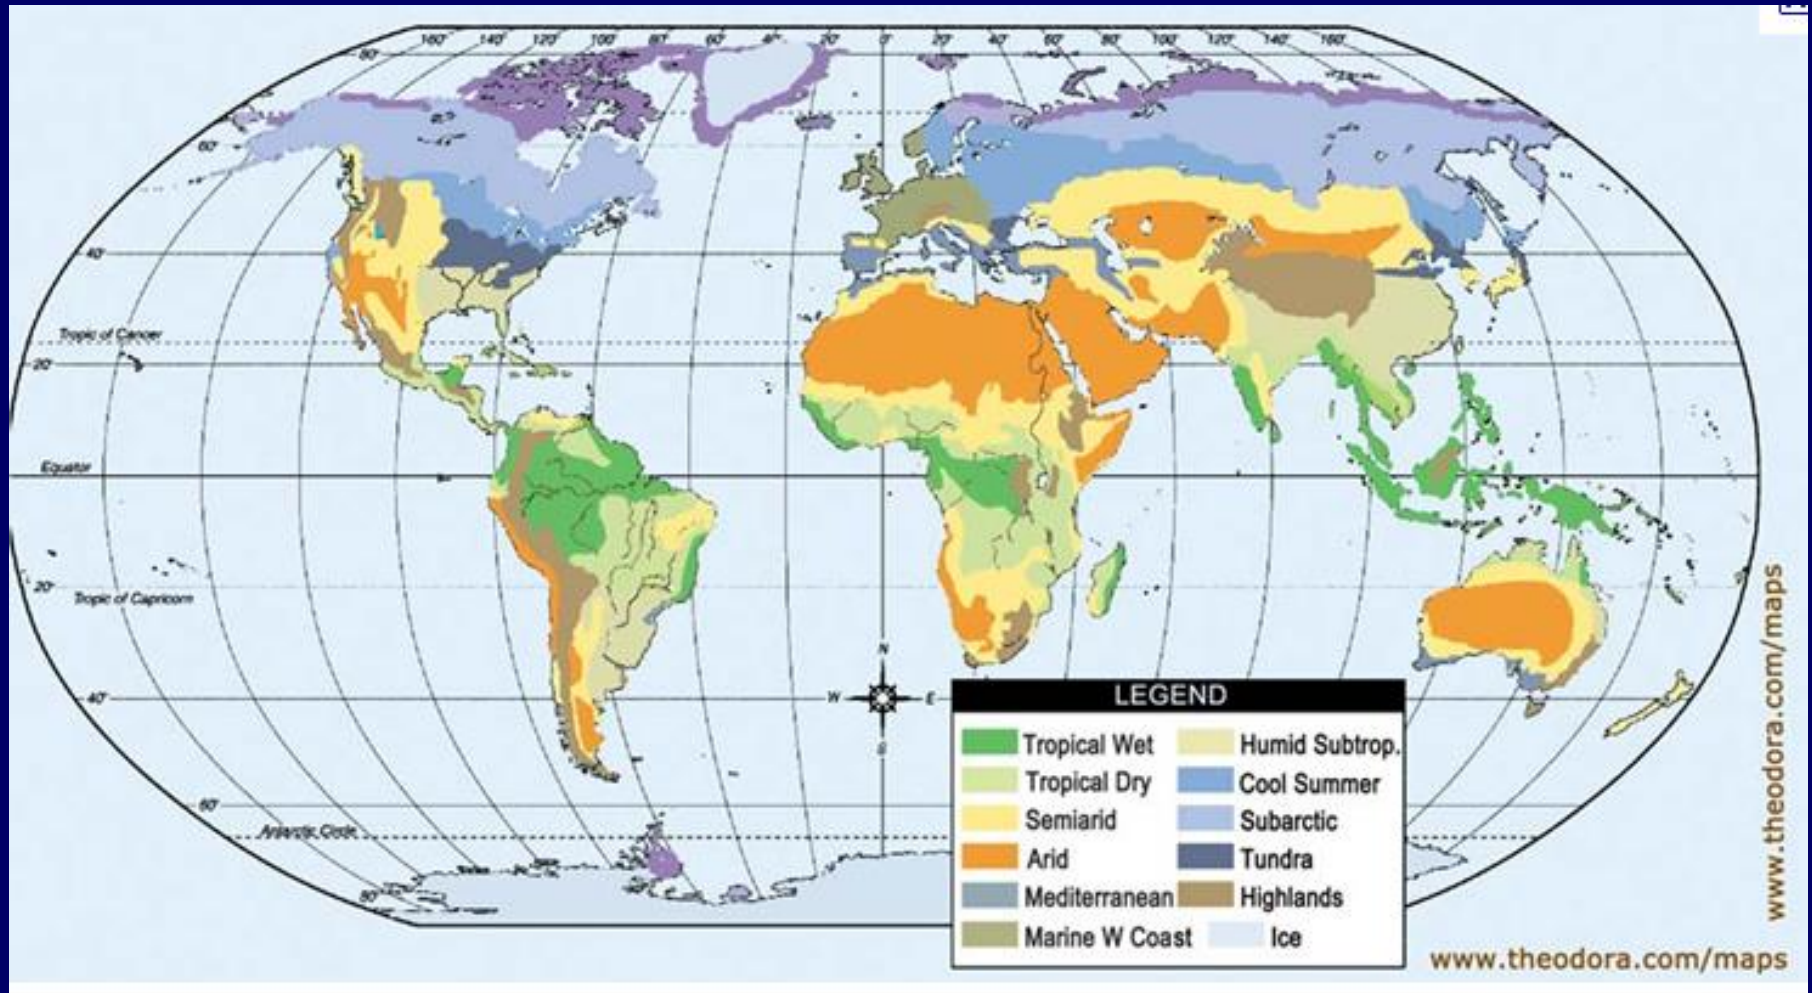 160° 140° 120° 100° 80° 60° 40° 20° 0° 20° 40° 60° 80° 100° 120° 140° 160°
80°
60°
40°
Tropic of Cancer
20°
Equator
20°
Tropic of Capricorn
N
40°
W E
S
60°
Antarctic Circle
80°
LEGEND
Tropical Wet
Tropical Dry
Semiarid
Arid
Mediterranean
Marine W Coast
Humid Subtrop.
Cool Summer
Subarctic
Tundra
Highlands
Ice
www.theodora.com/maps
www.theodora.com/maps